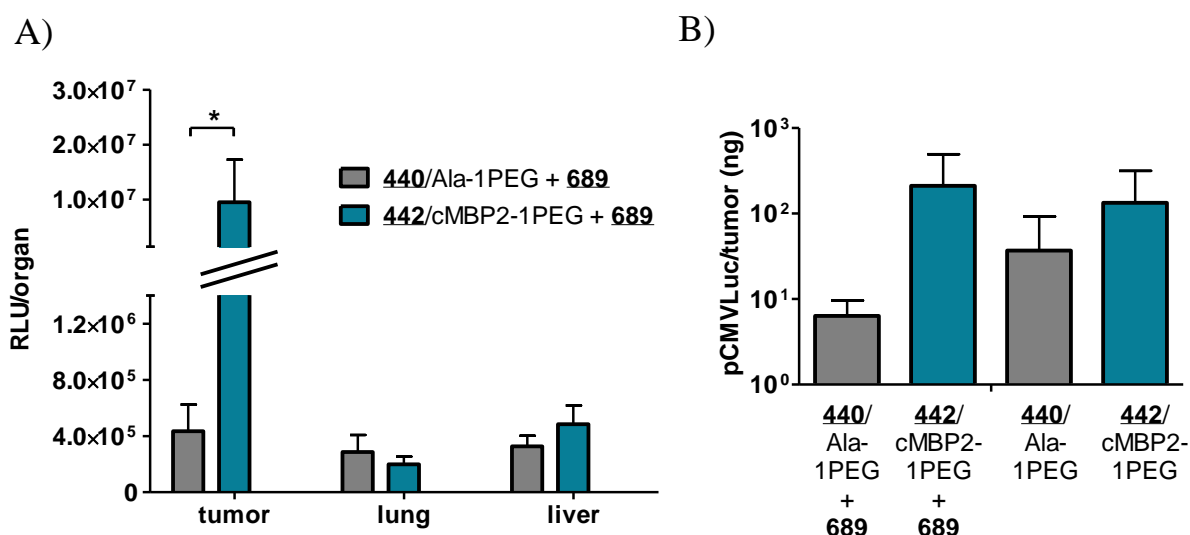 A)
3.0×10⁷
2.0×10⁷
1.0×10⁷
1.2×10⁶
8.0×10⁵
4.0×10⁵
0
RLU/organ
*
440/Ala-1PEG + 689
442/cMBP2-1PEG + 689
tumor lung liver
B)
pCMVLuc/tumor (ng)
10³
10²
10¹
10⁰
440/ 442/ 440/ 442/
Ala- cMBP2- Ala- cMBP2-
1PEG 1PEG 1PEG 1PEG
+ +
689 689